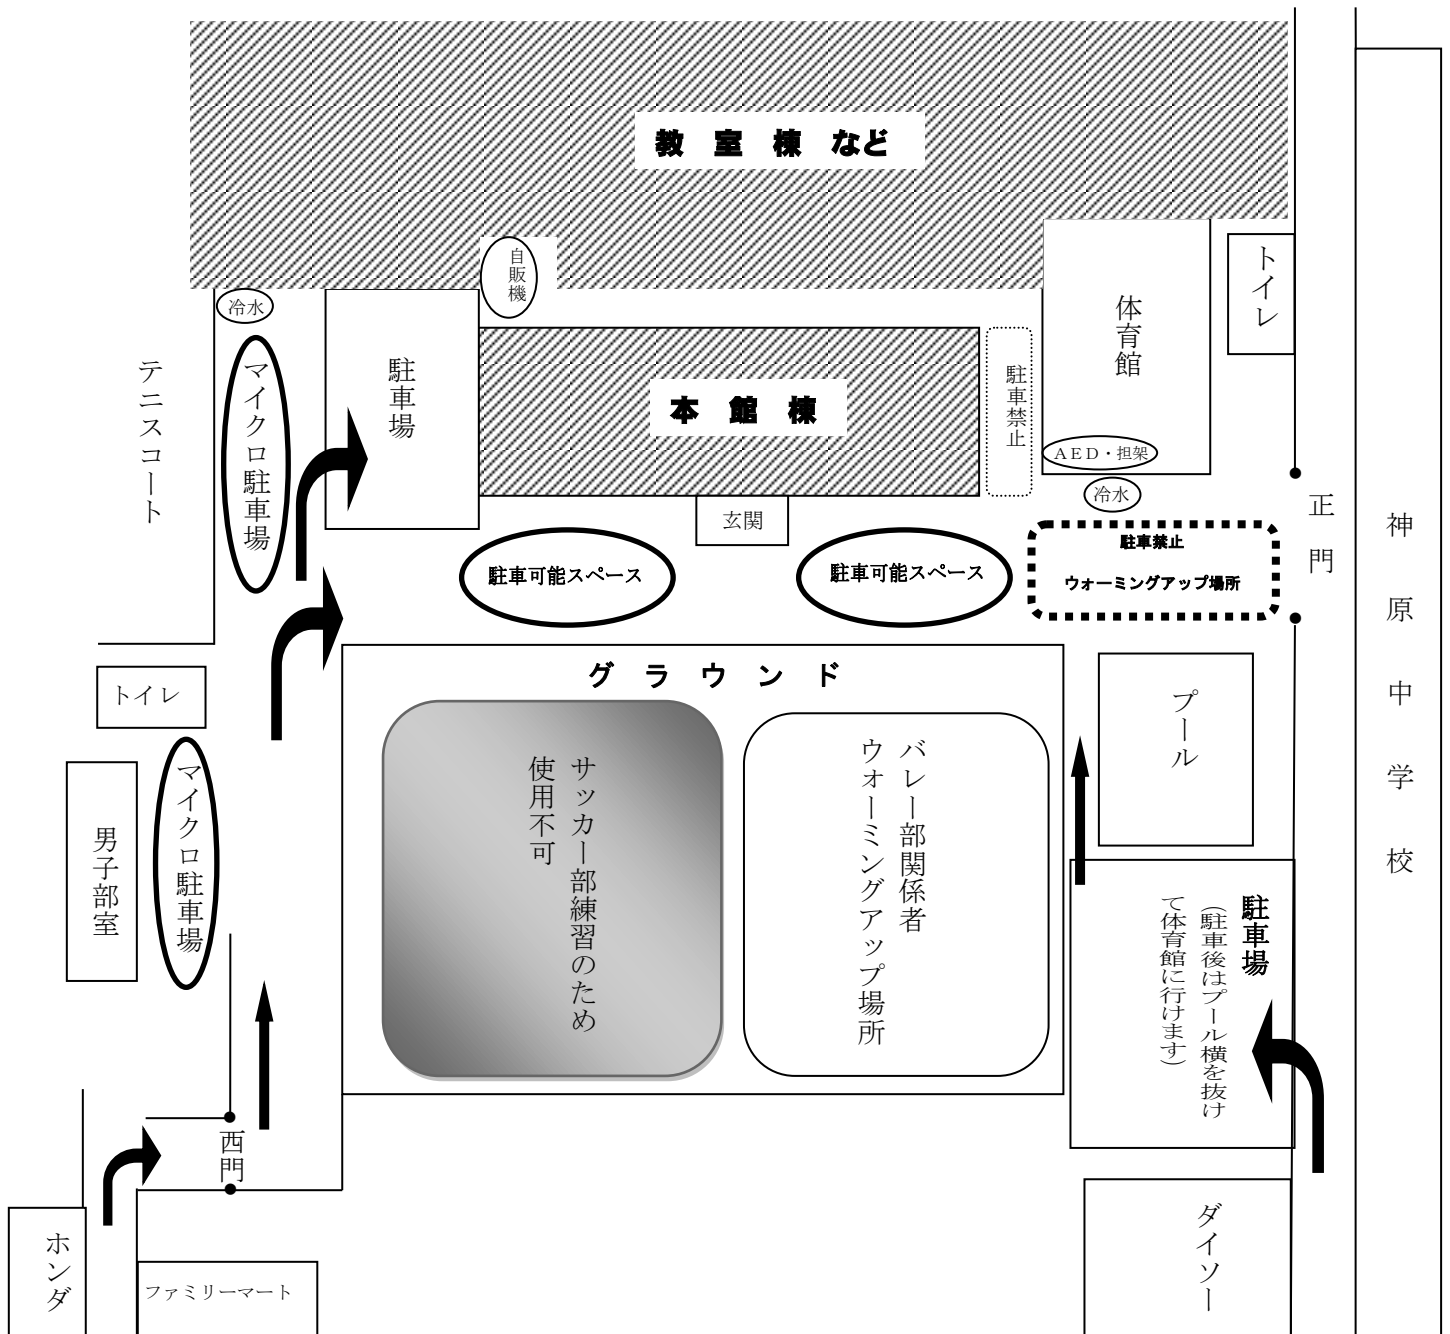 教室棟など
自販機
冷水
テニスコート
マイクロ駐車場
駐車場
本館棟
駐車禁止
体育館
トイレ
AED・担架
冷水
玄関
駐車可能スペース
駐車可能スペース
駐車禁止
ウォーミングアップ場所
正門
神原中学校
トイレ
マイクロ駐車場
男子部室
グラウンド
サッカー部練習のため
使用不可
バレー部関係者
ウォーミングアップ場所
プール
駐車場
(駐車後はプール横を抜け
て体育館に行けます)
西門
ホンダ
ファミリーマート
ダイソー